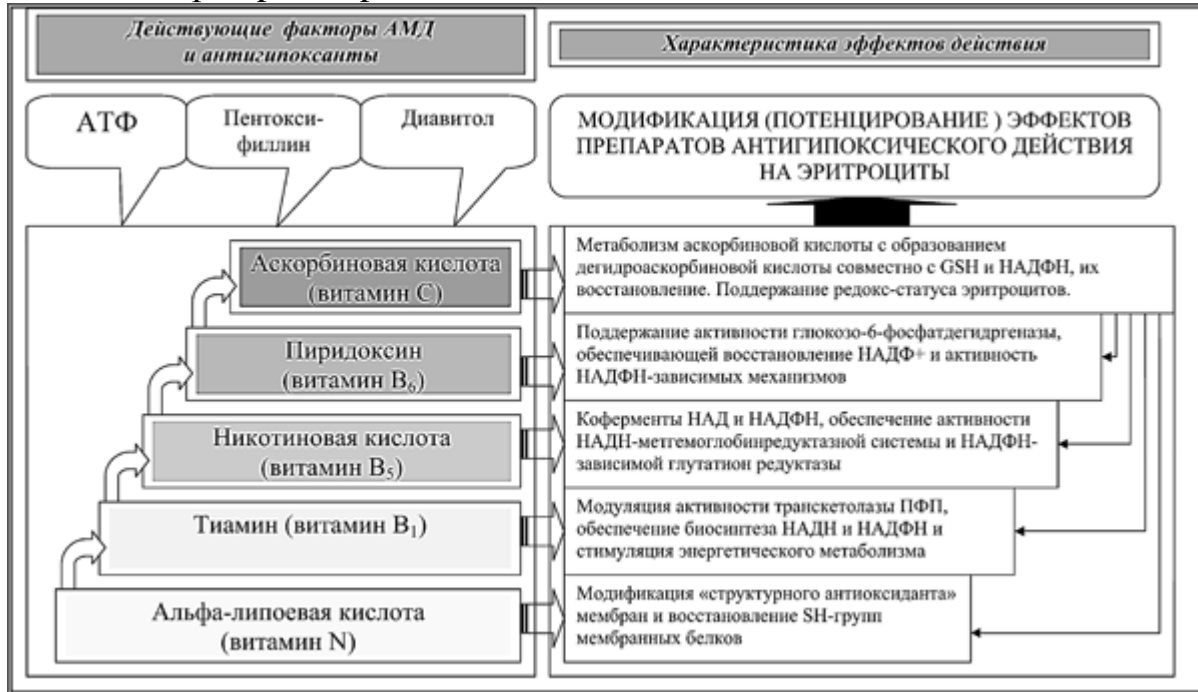 Действующие факторы АМД
и антигипоксанты
Характеристика эффектов действия
АТФ
Пентокси-
филлин
Диавитол
МОДИФИКАЦИЯ (ПОТЕНЦИРОВАНИЕ ) ЭФФЕКТОВ
ПРЕПАРАТОВ АНТИГИПОКСИЧЕСКОГО ДЕЙСТВИЯ
НА ЭРИТРОЦИТЫ
Аскорбиновая кислота
(витамин С)
Метаболизм аскорбиновой кислоты с образованием
дегидроаскорбиновой кислоты совместно с GSH и НАДФН, их
восстановление. Поддержание редокс-статуса эритроцитов.
Пиридоксин
(витамин В6)
Поддержание активности глюкозо-6-фосфатдегидргеназы,
обеспечивающей восстановление НАДФ+ и активность
НАДФН-зависимых механизмов
Никотиновая кислота
(витамин В5)
Коферменты НАД и НАДФН, обеспечение активности
НАДН-метгемоглобинредуктазной системы и НАДФН-
зависимой глутатион редуктазы
Тиамин (витамин В1)
Модуляция активности транскетолазы ПФП,
обеспечение биосинтеза НАДН и НАДФН и
стимуляция энергетического метаболизма
Альфа-липоевая кислота
(витамин N)
Модификация «структурного антиоксиданта»
мембран и восстановление SH-групп
мембранных белков